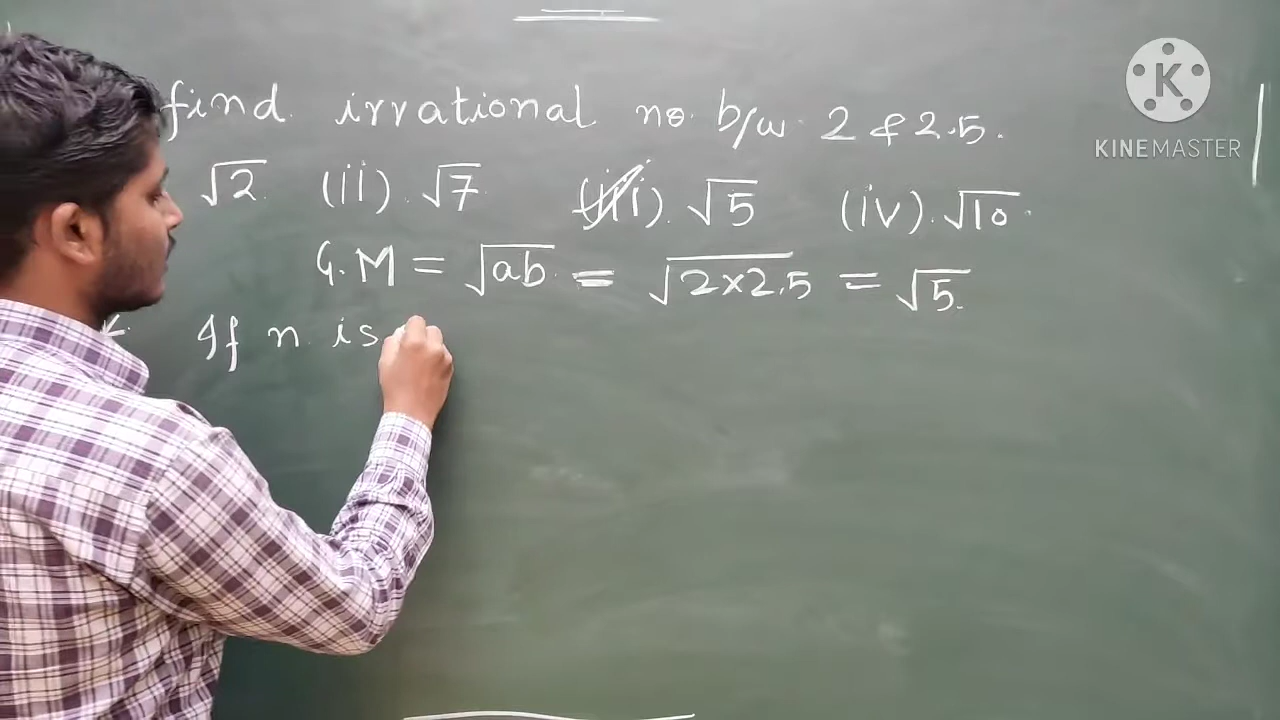 find irrational no. b/w 2 & 2.5.
√2. (ii). √7 (iii). √5 (iv). √10.
G.M = √ab = √2×2.5 = √5.
* If n is
KINEMASTER